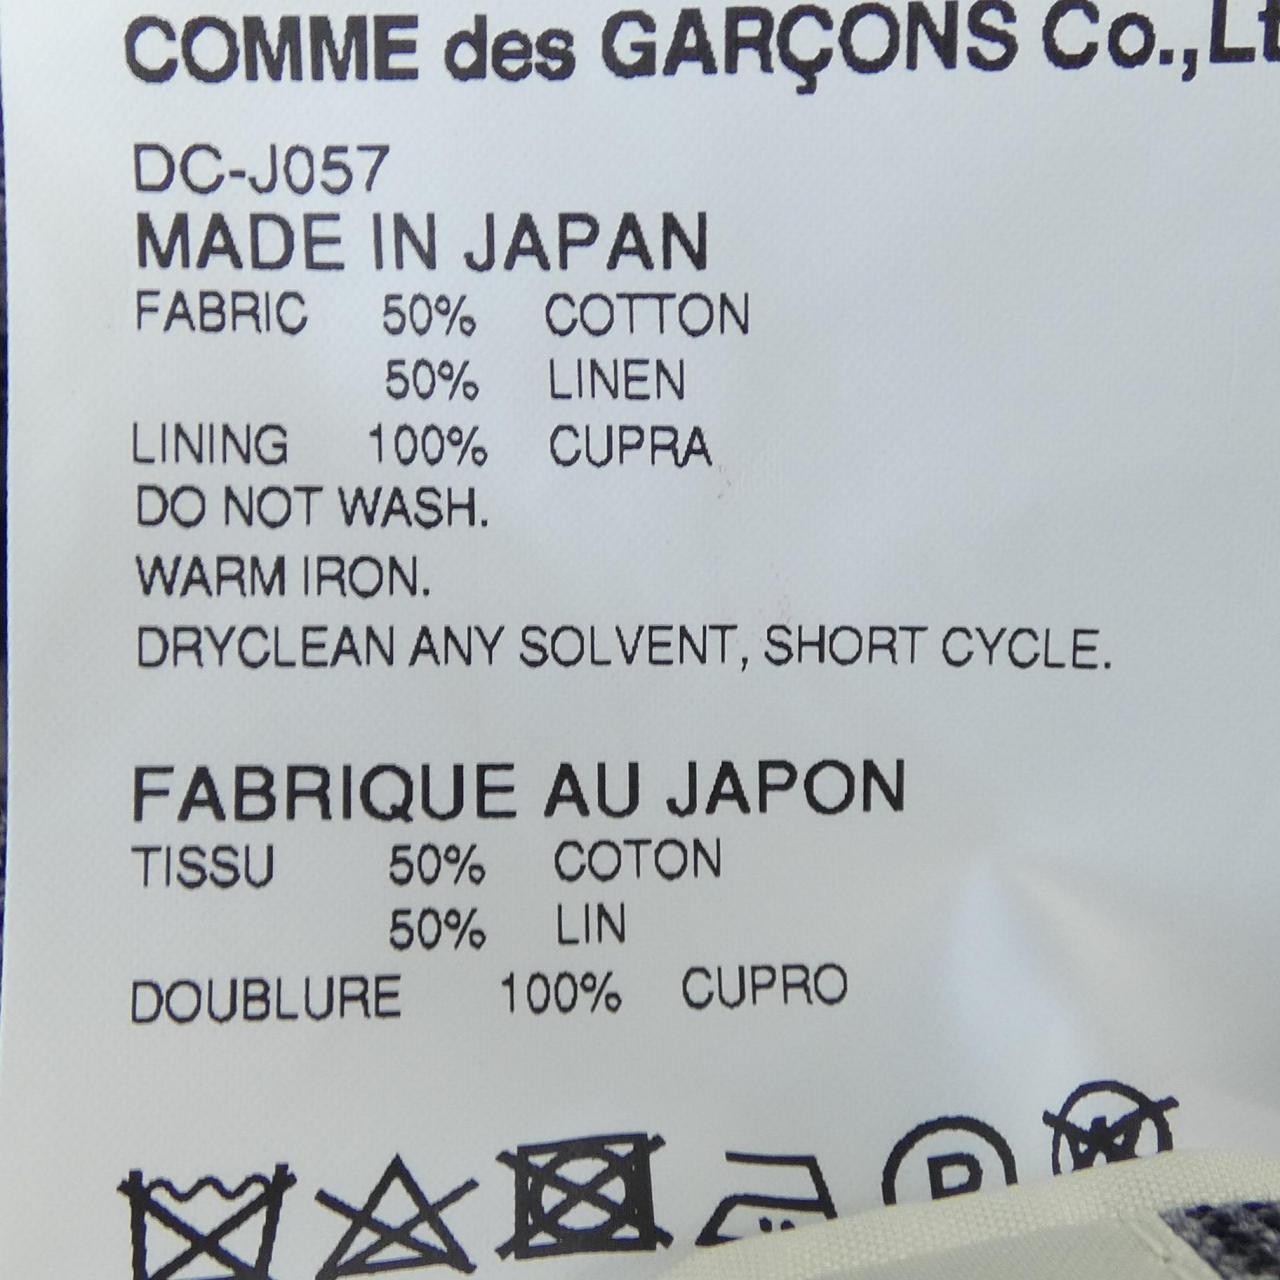 COMME des GARÇONS Co.,Lt
DC-J057
MADE IN JAPAN
FABRIC 50% COTTON
50% LINEN
LINING 100% CUPRA
DO NOT WASH.
WARM IRON.
DRYCLEAN ANY SOLVENT, SHORT CYCLE.
FABRIQUE AU JAPON
TISSU 50% COTON
50% LIN
DOUBLURE 100% CUPRO
P
W